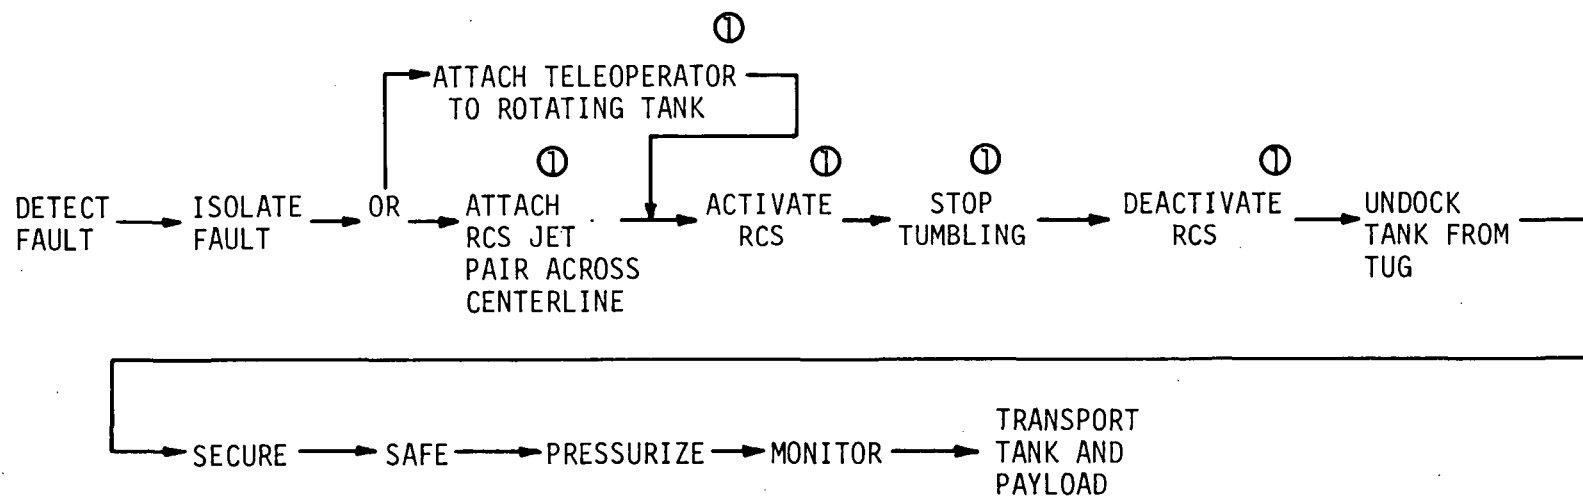 ①
ATTACH TELEOPERATOR
TO ROTATING TANK
①
①
①
①
DETECT
FAULT
ISOLATE
FAULT
OR
ATTACH
RCS JET
PAIR ACROSS
CENTERLINE
ACTIVATE
RCS
STOP
TUMBLING
DEACTIVATE
RCS
UNDOCK
TANK FROM
TUG
SECURE
SAFE
PRESSURIZE
MONITOR
TRANSPORT
TANK AND
PAYLOAD